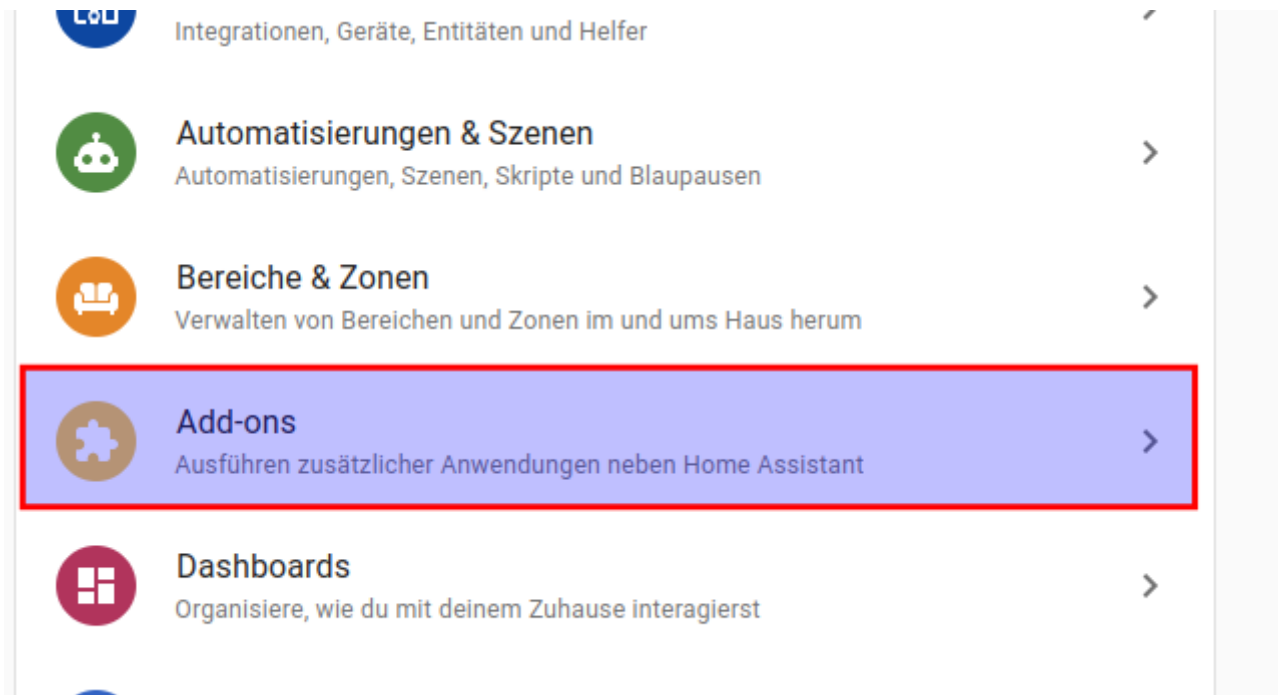 Integrationen, Geräte, Entitäten und Helfer
Automatisierungen & Szenen
Automatisierungen, Szenen, Skripte und Blaupausen
Bereiche & Zonen
Verwalten von Bereichen und Zonen im und ums Haus herum
Add-ons
Ausführen zusätzlicher Anwendungen neben Home Assistant
Dashboards
Organisiere, wie du mit deinem Zuhause interagierst